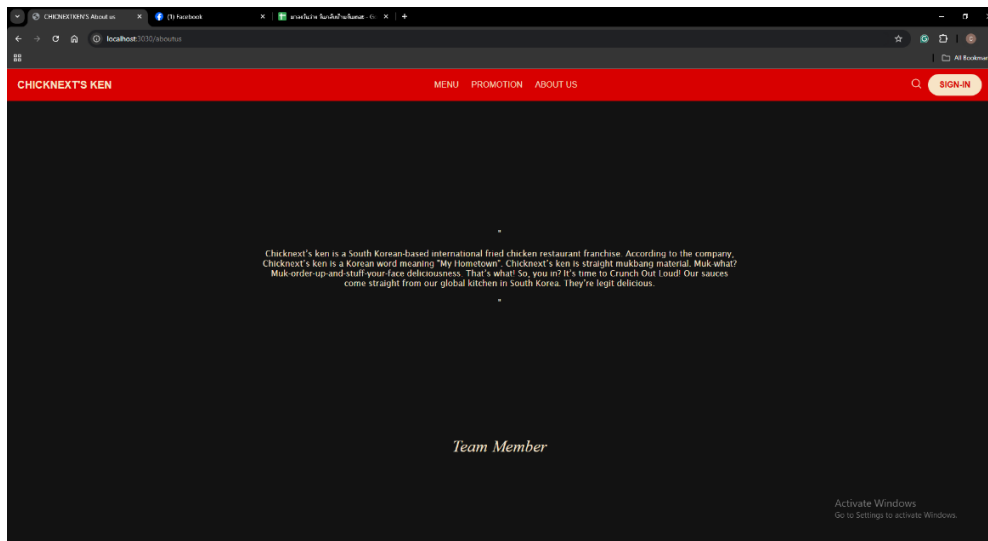 CHICNEXTKEN'S About us
(1) Facebook
localhost:3030/aboutus
All Bookmar
CHICKNEXT'S KEN
MENU PROMOTION ABOUT US
SIGN-IN
"
Chicknext's ken is a South Korean-based international fried chicken restaurant franchise. According to the company,
Chicknext's ken is a Korean word meaning "My Hometown". Chicknext's ken is straight mukbang material. Muk-what?
Muk-order-up-and-stuff-your-face deliciousness. That's what! So, you in? It's time to Crunch Out Loud! Our sauces
come straight from our global kitchen in South Korea. They're legit delicious.
"
Team Member
Activate Windows
Go to Settings to activate Windows.